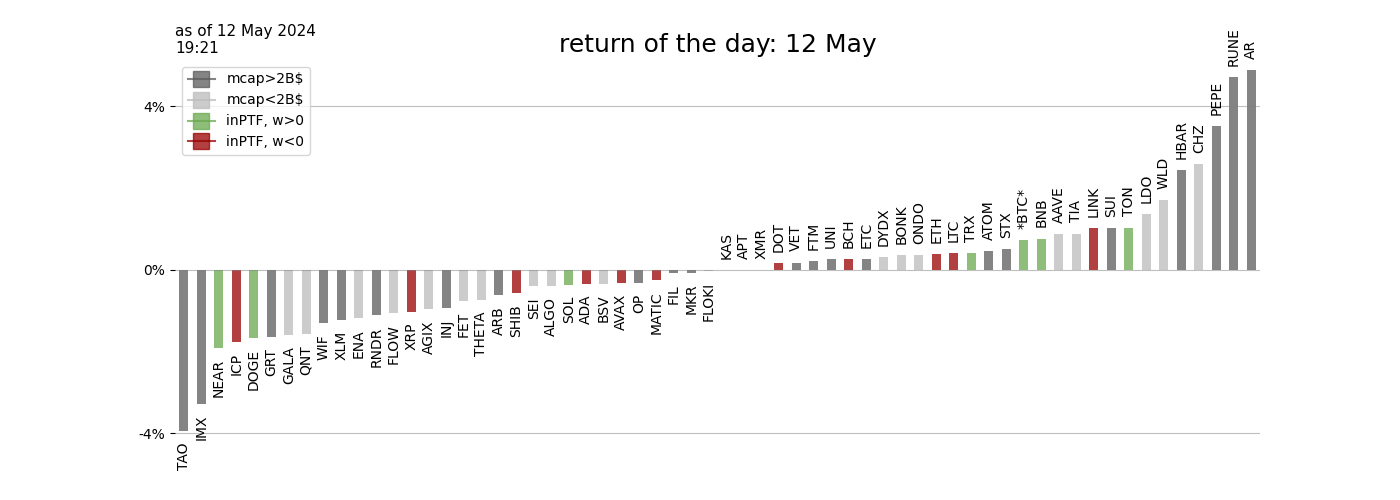 as of 12 May 2024
19:21
return of the day: 12 May
mcap>2B$
mcap<2B$
inPTF, w>0
inPTF, w<0
4%
0%
-4%
TAO
IMX
NEAR
ICP
DOGE
GRT
GALA
QNT
WIF
XLM
ENA
RNDR
FLOW
XRP
AGIX
INJ
FET
THETA
ARB
SHIB
SEI
ALGO
SOL
ADA
BSV
AVAX
OP
MATIC
FIL
MKR
FLOKI
KAS
APT
XMR
DOT
VET
FTM
UNI
BCH
ETC
DYDX
BONK
ONDO
ETH
LTC
TRX
ATOM
STX
*BTC*
BNB
AAVE
TIA
LINK
SUI
TON
LDO
WLD
HBAR
CHZ
PEPE
RUNE
AR